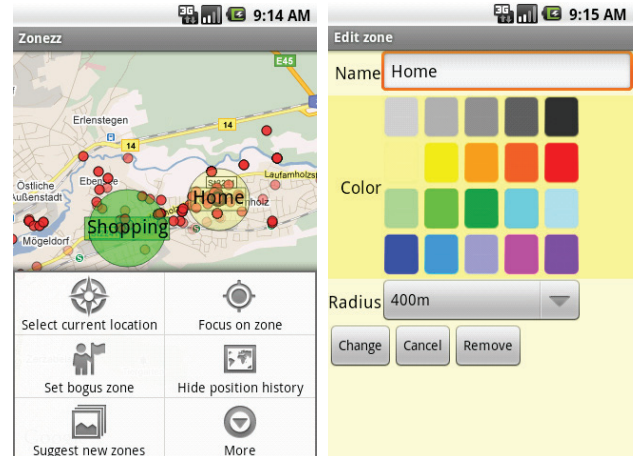 3G 9:14 AM
Zonezz
E45
Erlenstegen
14
14
Östliche
Außenstadt
Laufamholz
Home
Shopping
Mögeldorf
Select current location
Focus on zone
Set bogus zone
Hide position history
Suggest new zones
More
3G 9:15 AM
Edit zone
Name Home
Color
Radius 400m
Change Cancel Remove